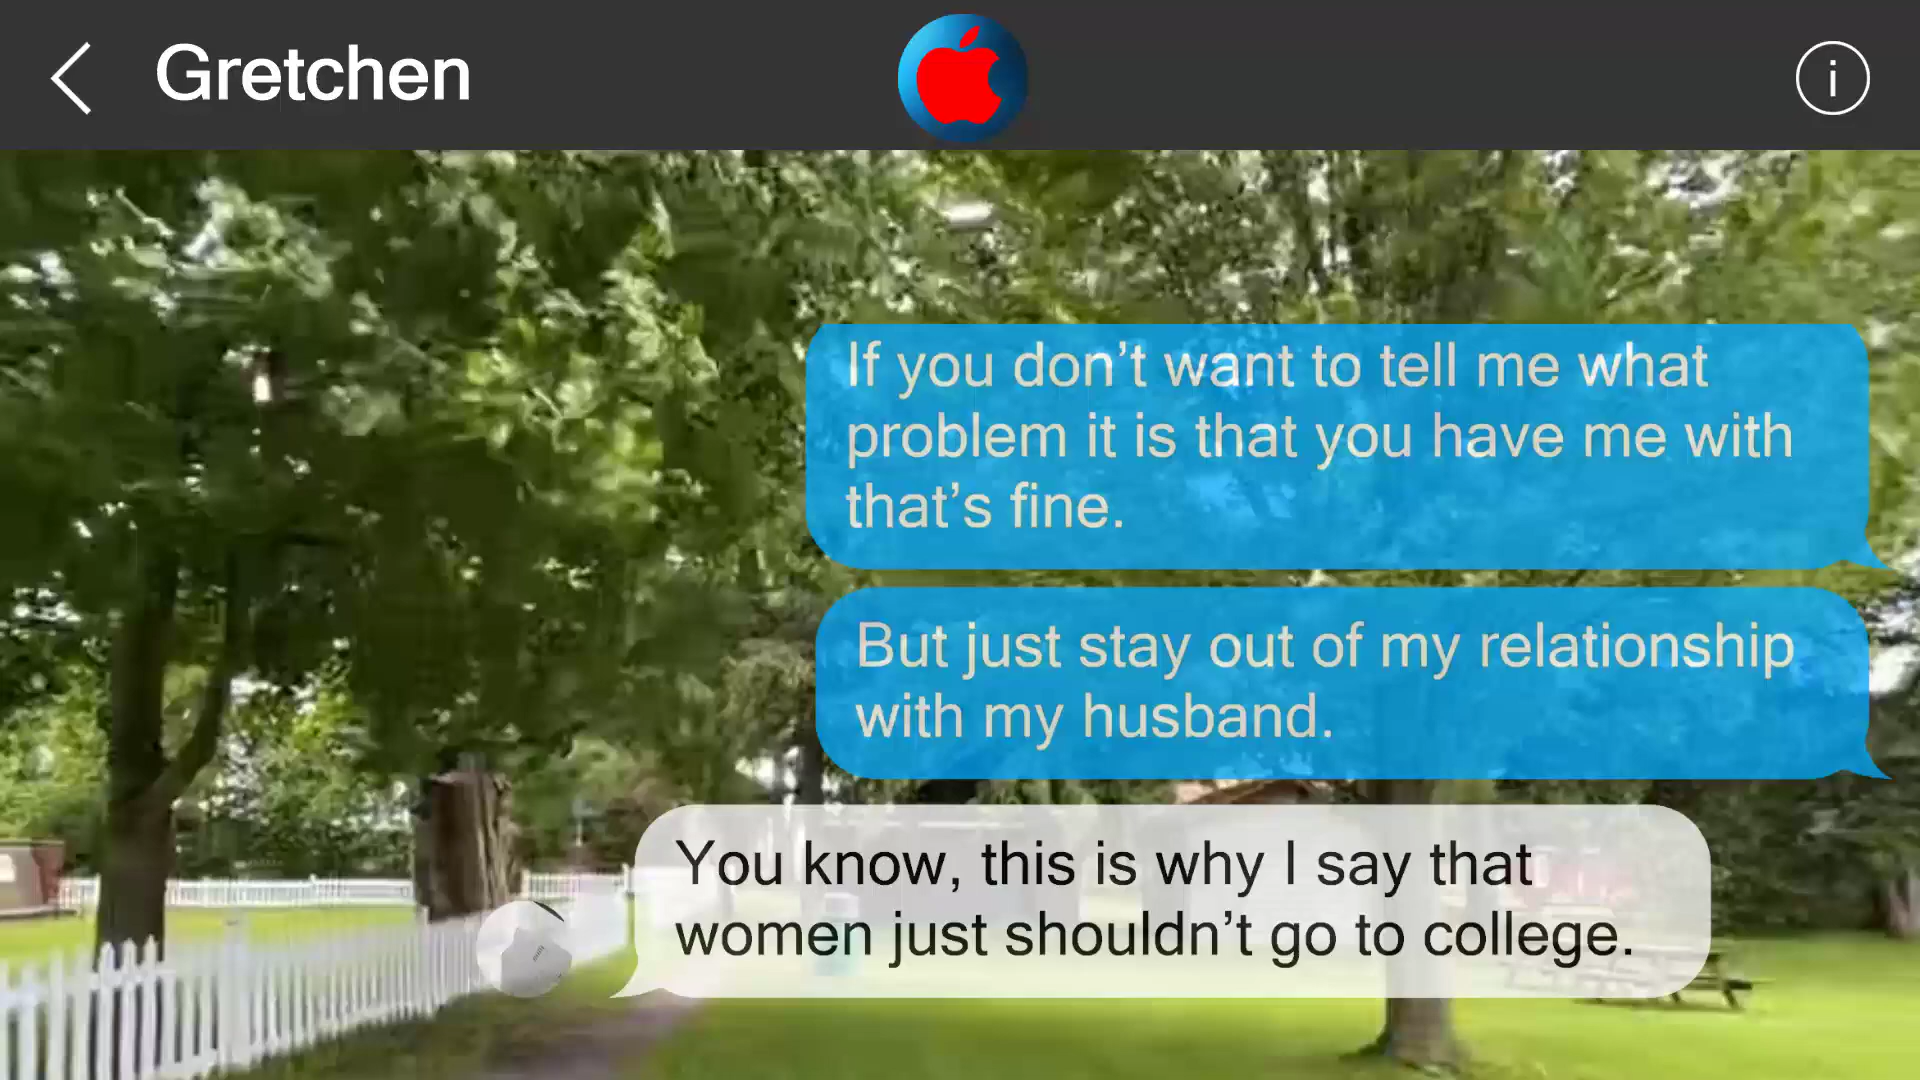 Gretchen
i
If you don’t want to tell me what
problem it is that you have me with
that’s fine.
But just stay out of my relationship
with my husband.
You know, this is why I say that
women just shouldn’t go to college.